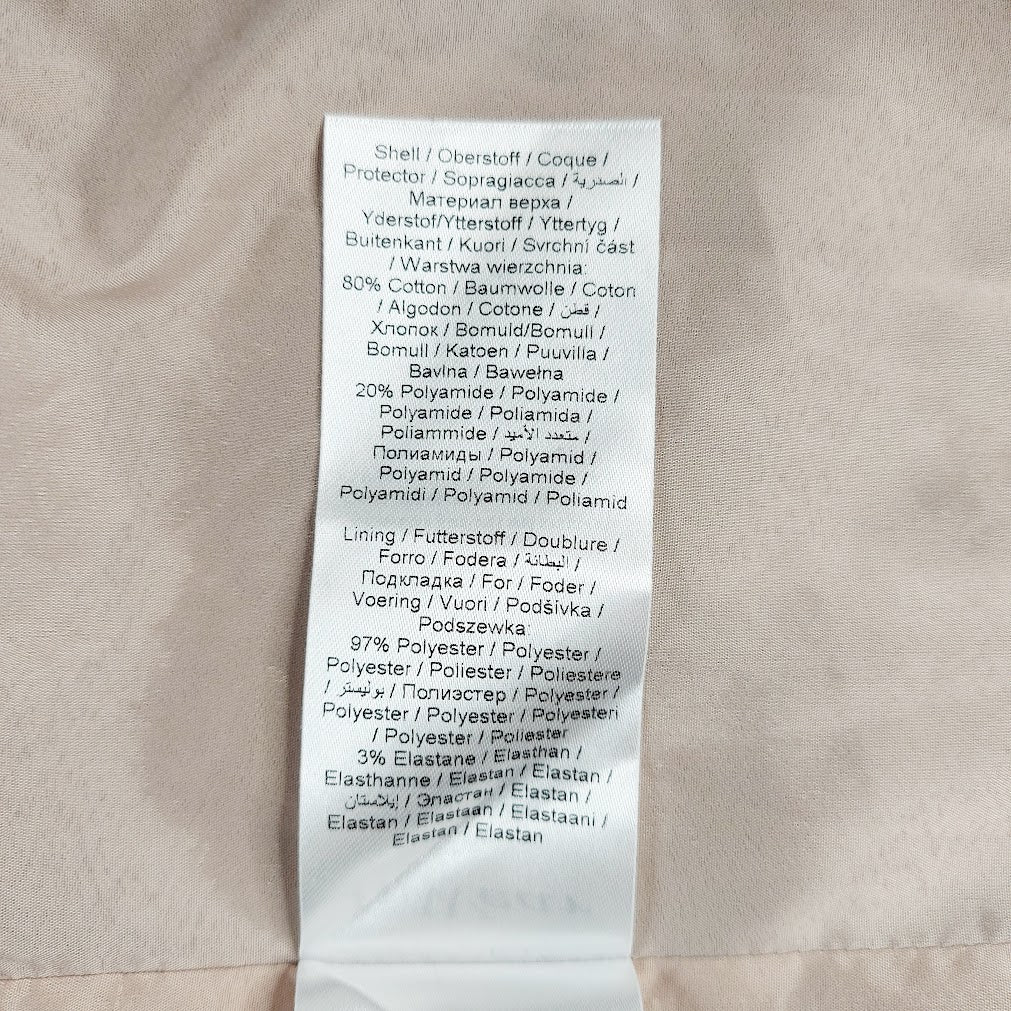 Shell / Oberstoff / Coque /
Protector / Sopragiacca / الصدرية /
Материал верха /
Yderstof/Ytterstoff / Yttertyg /
Buitenkant / Kuori / Svrchní část
/ Warstwa wierzchnia:
80% Cotton / Baumwolle / Coton
/ Algodon / Cotone / قطن /
Хлопок / Bomuld/Bomull /
Bomull / Katoen / Puuvilla /
Bavlna / Bawełna
20% Polyamide / Polyamide /
Polyamide / Poliamida /
Poliammide / متعدد الأميد /
Полиамиды / Polyamid /
Polyamid / Polyamide /
Polyamidi / Polyamid / Poliamid
Lining / Futterstoff / Doublure /
Forro / Fodera / البطانة /
Подкладка / For / Foder /
Voering / Vuori / Podšívka /
Podszewka:
97% Polyester / Polyester /
Polyester / Poliester / Poliestere
/ بوليستر / Полиэстер / Polyester /
Polyester / Polyester / Polyesteri
/ Polyester / Poliester
3% Elastane / Elasthan /
Elasthanne / Elastan / Elastan /
إيلاستان / Эластан / Elastan /
Elastan / Elastaan / Elastaani /
Elastan / Elastan